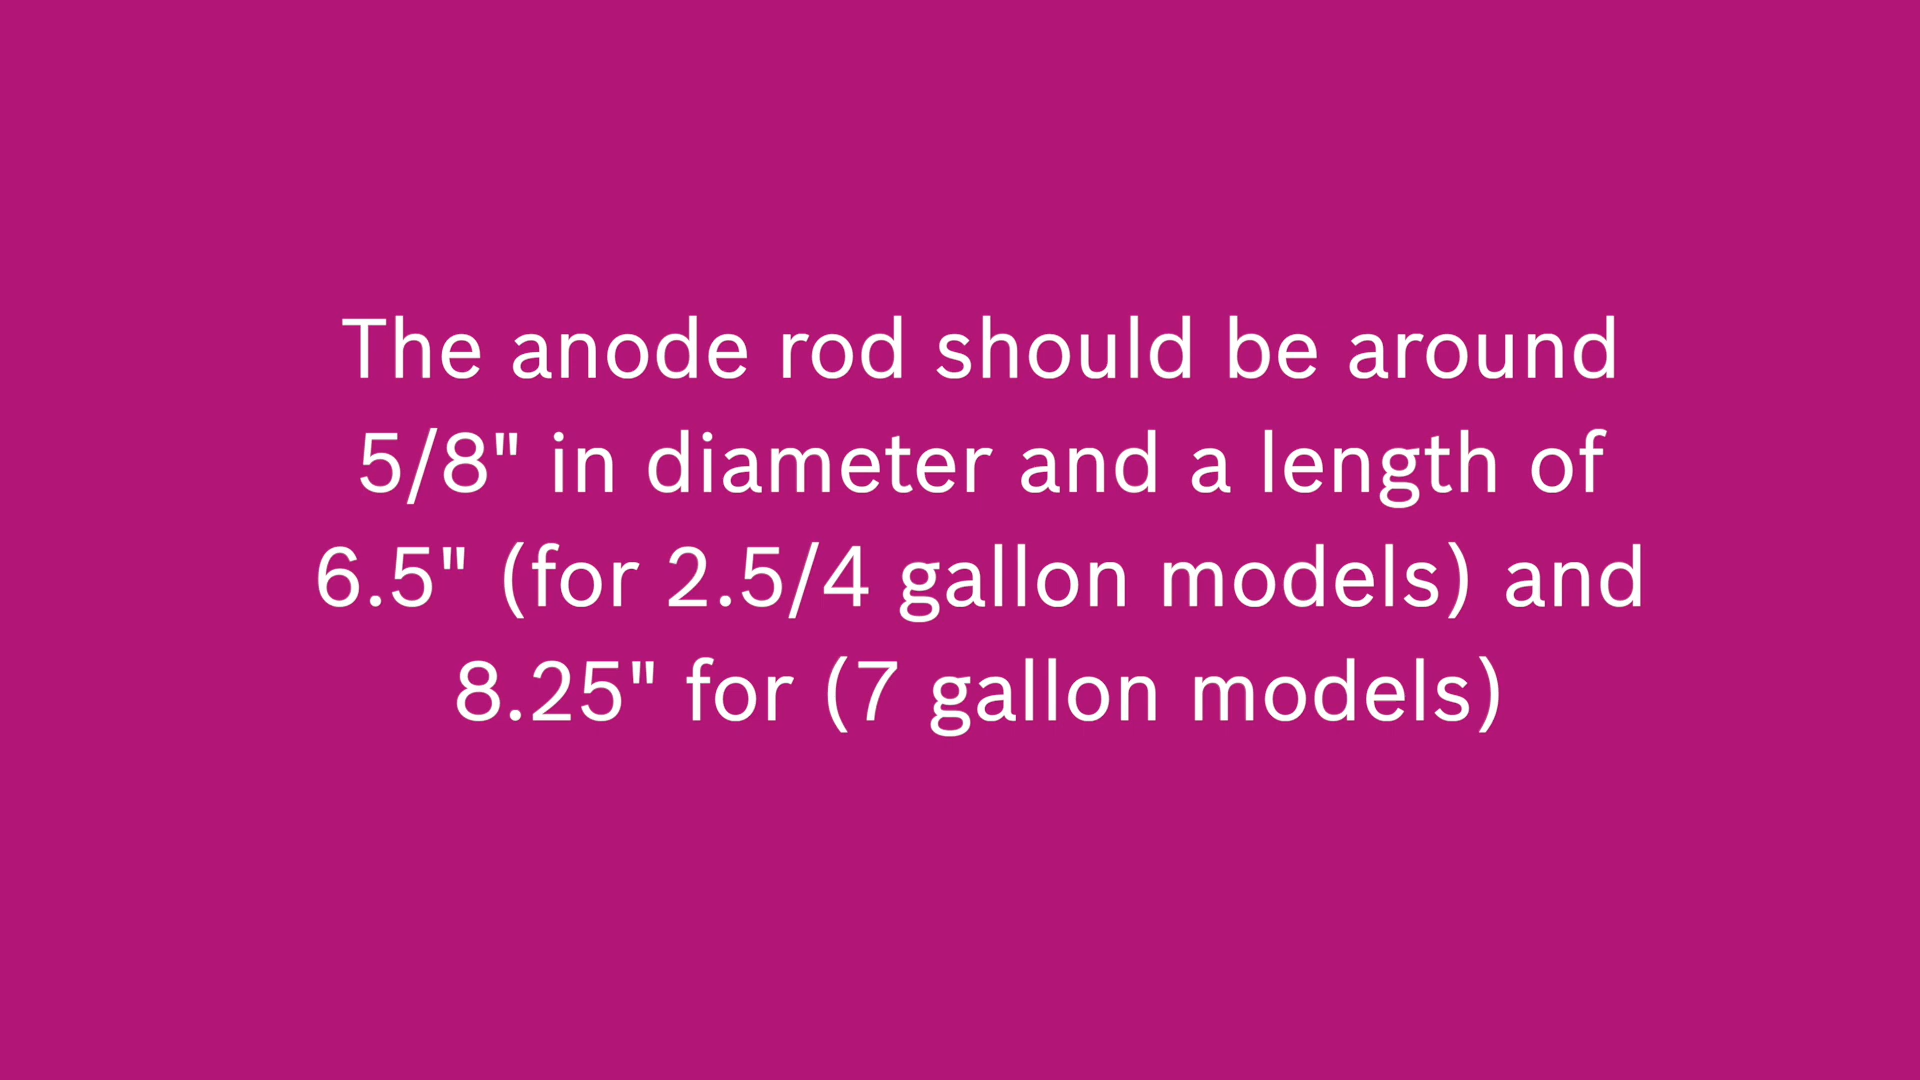 The anode rod should be around
5/8" in diameter and a length of
6.5" (for 2.5/4 gallon models) and
8.25" for (7 gallon models)